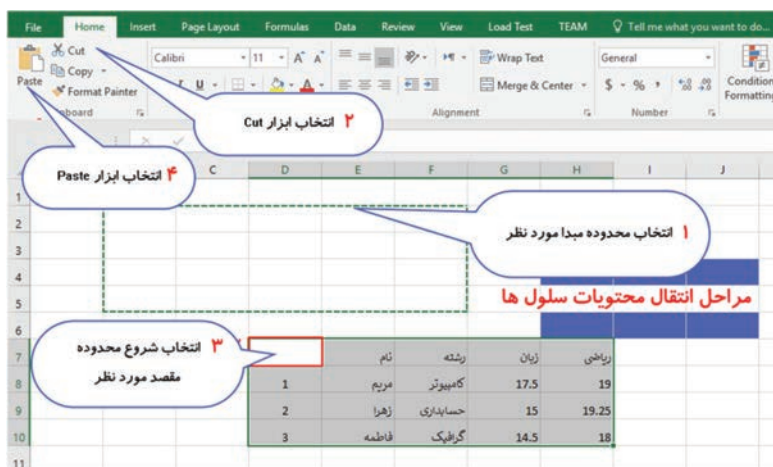 File Home Insert Page Layout Formulas Data Review View Load Test TEAM Tell me what you want to do...
Cut
Copy
Format Painter
Paste
Calibri 11
Wrap Text
Merge & Center
General
Condition
Formatting
Alignment
Number
۲ انتخاب ابزار Cut
۴ انتخاب ابزار Paste
C D E F G H I J
۱ انتخاب محدوده مبدا مورد نظر
مراحل انتقال محتویات سلول ها
۳ انتخاب شروع محدوده
مقصد مورد نظر
1
2
3
4
5
6
7 نام رشته زبان ریاضی
8 1 مریم کامپیوتر 17.5 19
9 2 زهرا حسابداری 15 19.25
10 3 فاطمه گرافیک 14.5 18
11